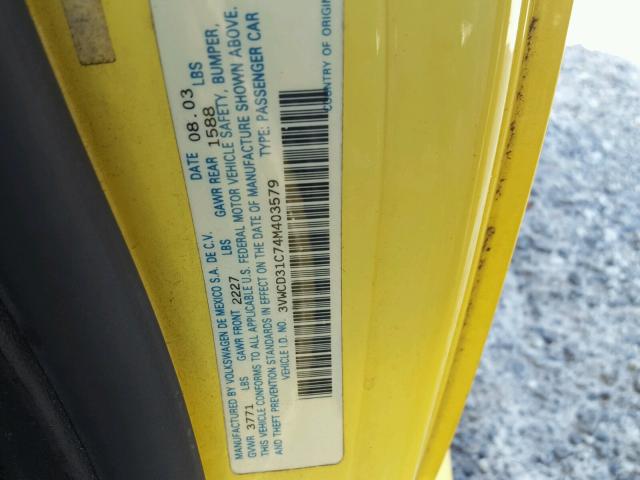 MANUFACTURED BY VOLKSWAGEN DE MEXICO S.A. DE C.V. DATE 08.03
GVWR 3771 LBS GAWR FRONT 2227 LBS GAWR REAR 1588 LBS
THIS VEHICLE CONFORMS TO ALL APPLICABLE U.S. FEDERAL MOTOR VEHICLE SAFETY, BUMPER,
AND THEFT PREVENTION STANDARDS IN EFFECT ON THE DATE OF MANUFACTURE SHOWN ABOVE.
VEHICLE I.D. NO. 3VWCD31C74M403579 TYPE: PASSENGER CAR
COUNTRY OF ORIGIN